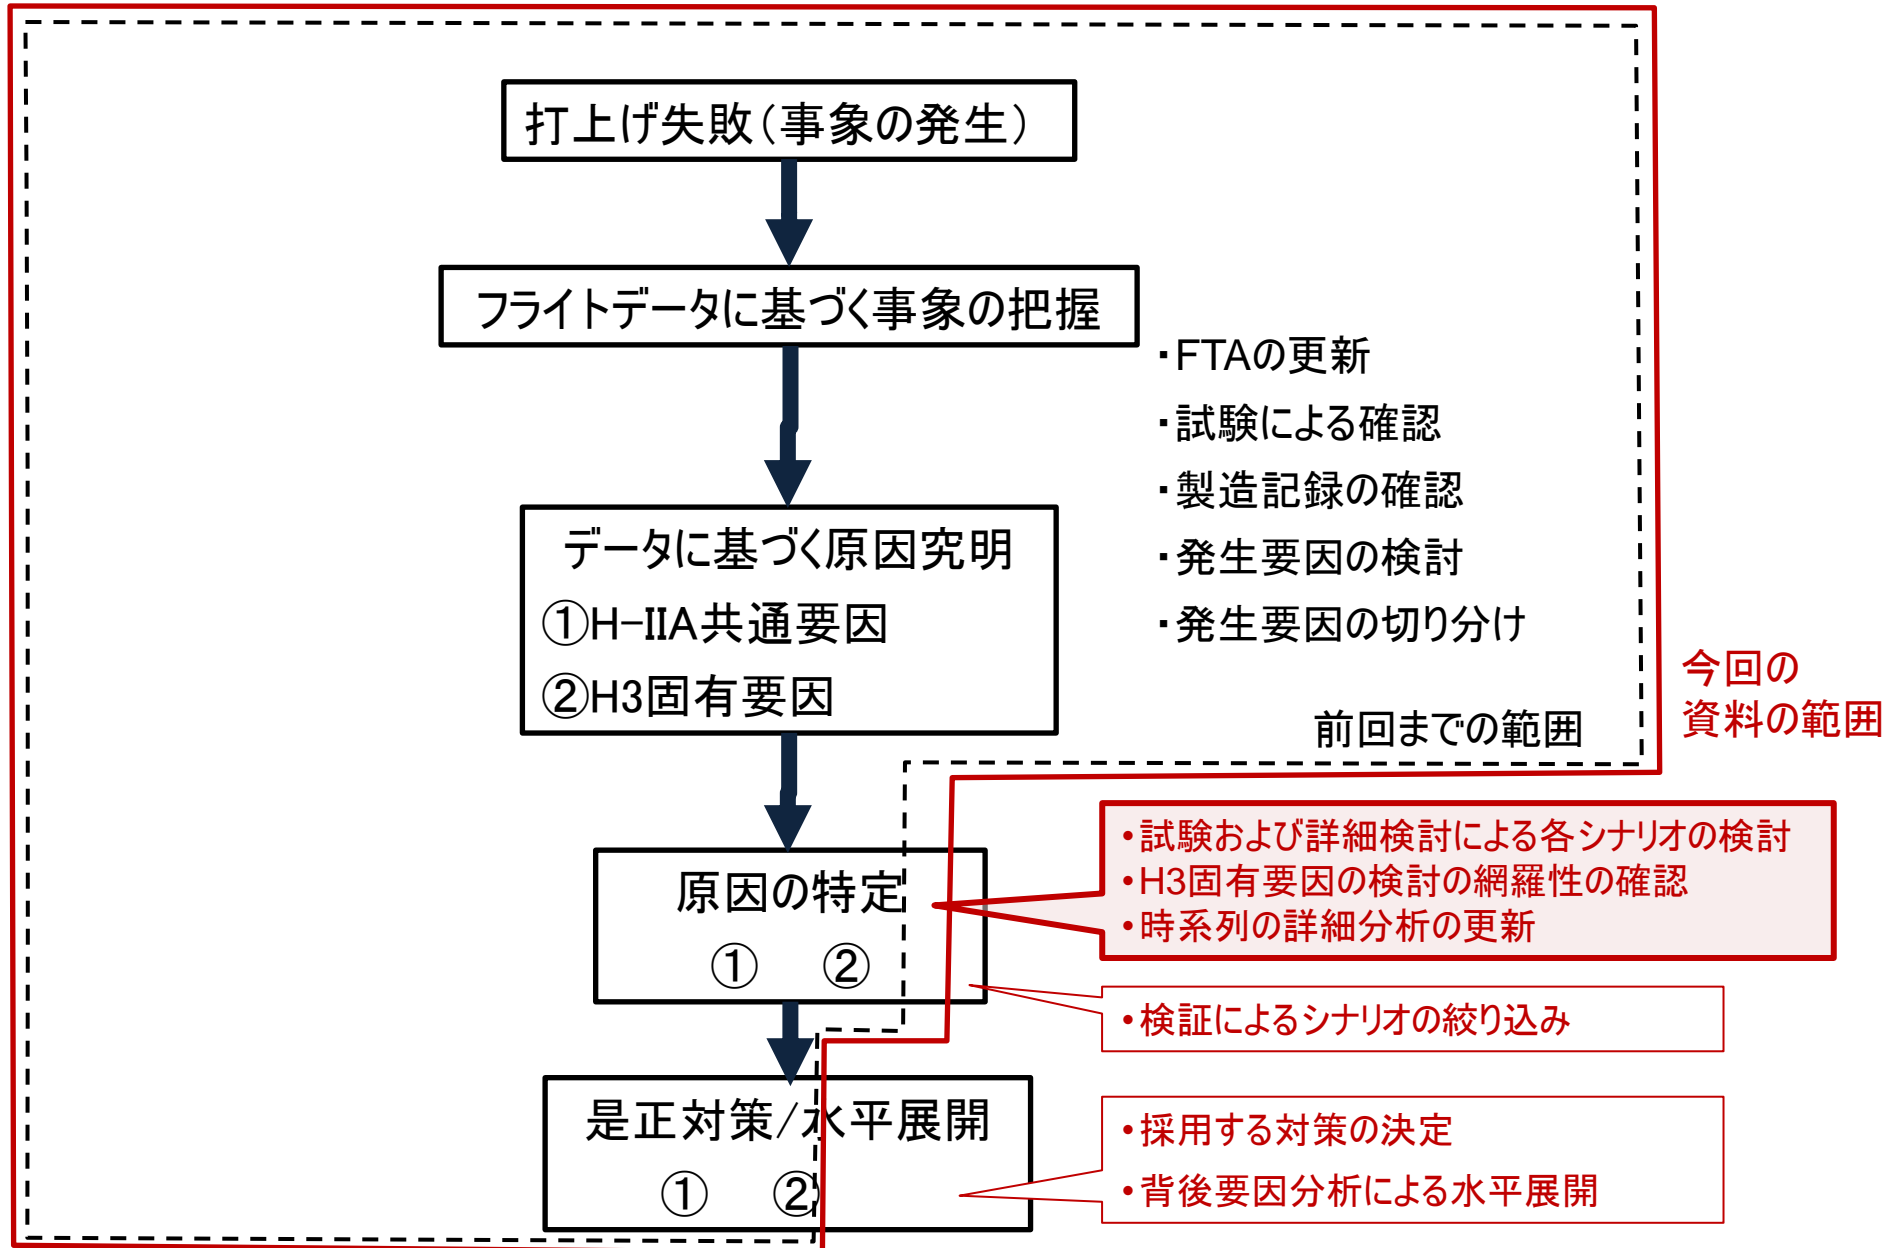 打上げ失敗（事象の発生）
フライトデータに基づく事象の把握
・FTAの更新
・試験による確認
・製造記録の確認
・発生要因の検討
・発生要因の切り分け
データに基づく原因究明
①H-IIA共通要因
②H3固有要因
今回の
資料の範囲
前回までの範囲
原因の特定
① ②
•試験および詳細検討による各シナリオの検討
•H3固有要因の検討の網羅性の確認
•時系列の詳細分析の更新
•検証によるシナリオの絞り込み
是正対策/水平展開
① ②
•採用する対策の決定
•背後要因分析による水平展開